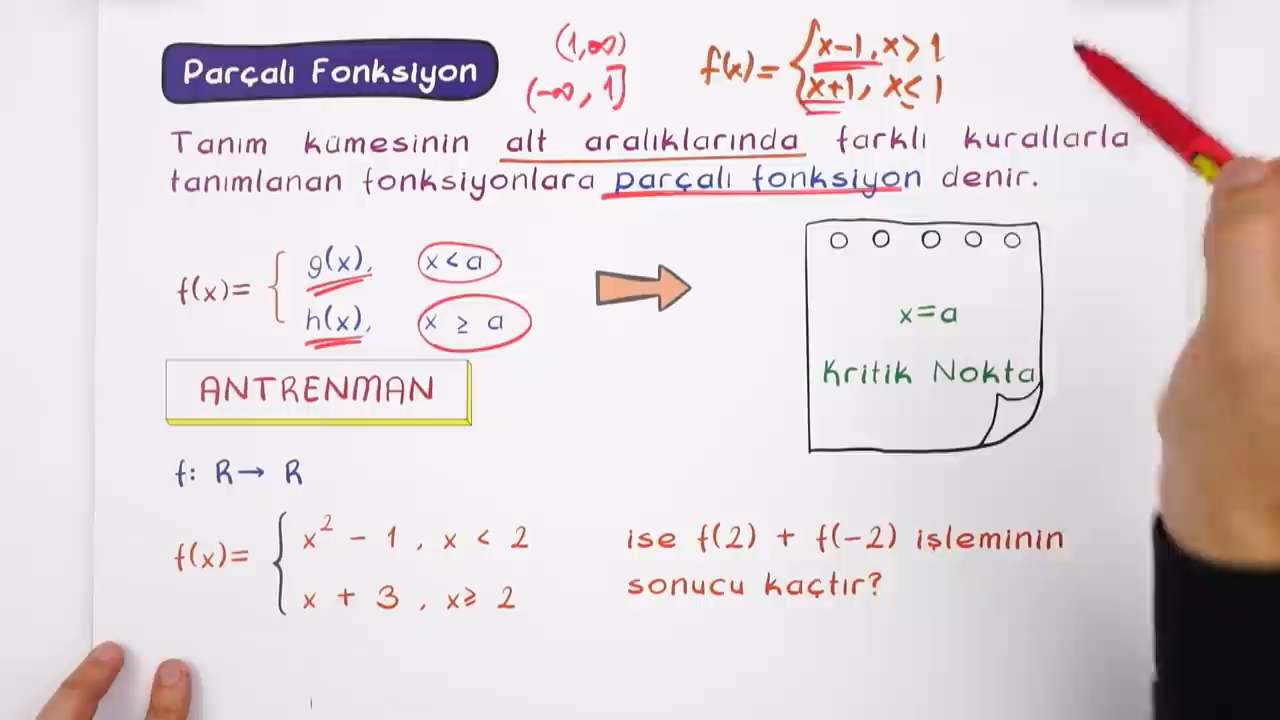 Parçalı Fonksiyon
(1,∞)
(-∞, 1]
f(x)= { x-1, x>1
x+1, x≤1
Tanım kümesinin alt aralıklarında farklı kurallarla
tanımlanan fonksiyonlara parçalı fonksiyon denir.
f(x)= { g(x), x < a
h(x), x ≥ a
x=a
Kritik Nokta
ANTRENMAN
f: R→ R
f(x)= { x² - 1 , x < 2
x + 3 , x≥ 2
ise f(2) + f(-2) işleminin
sonucu kaçtır?